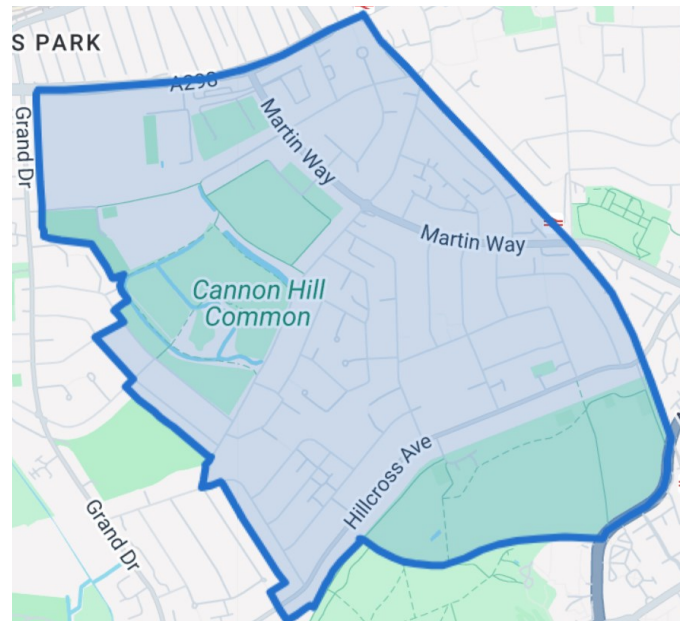 S PARK
A298
Grand Dr
Martin Way
Martin Way
Cannon Hill
Common
Hillcross Ave
Grand Dr